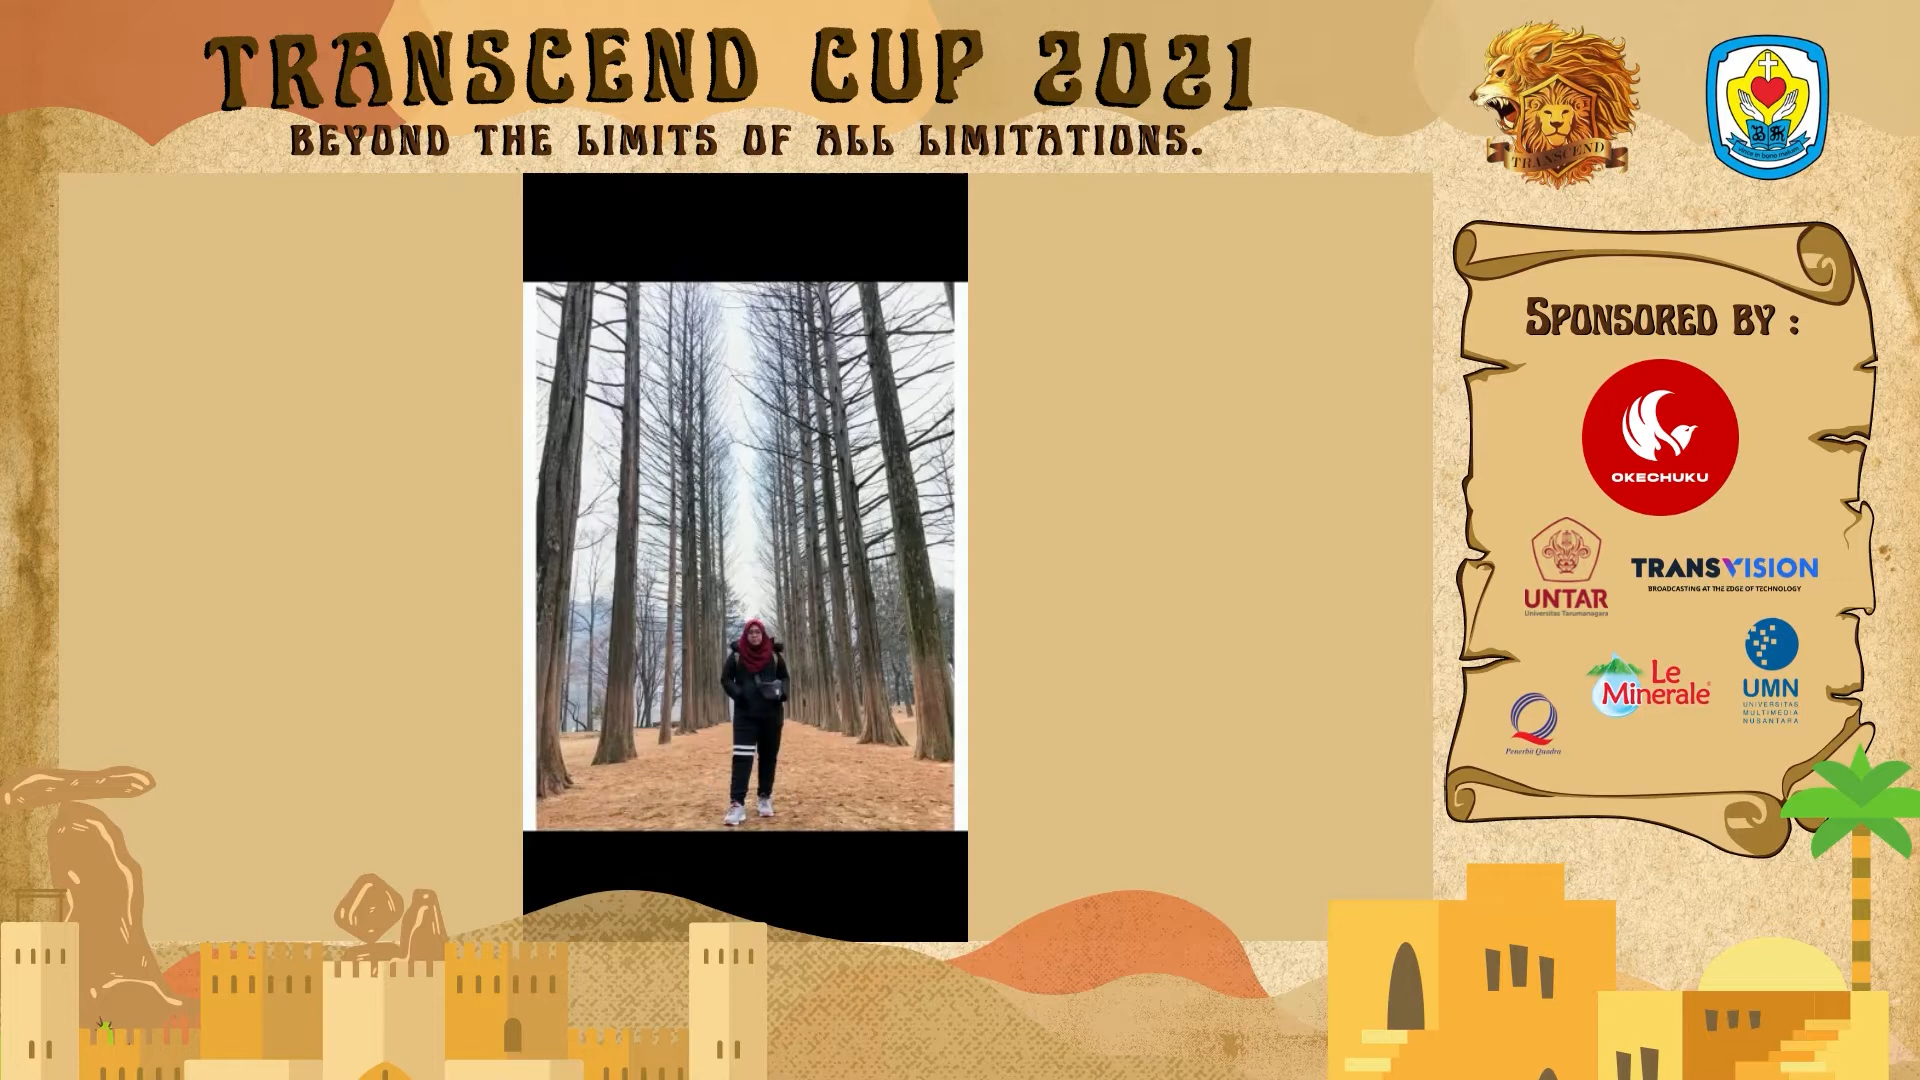 TRANSCEND CUP 2021
BEYOND THE LIMITS OF ALL LIMITATIONS.
TRANSCEND
SPONSORED BY :
OKECHUKU
UNTAR
Universitas Tarumanagara
TRANSVISION
BROADCASTING AT THE EDGE OF TECHNOLOGY
Le
Minerale
UMN
UNIVERSITAS
MULTIMEDIA
NUSANTARA
Penerbit Quadra